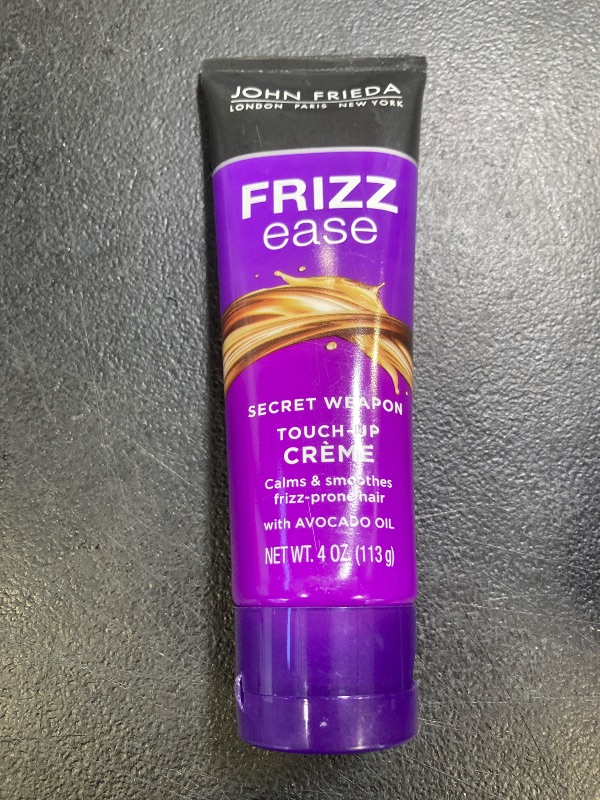 JOHN FRIEDA
LONDON PARIS NEW YORK
FRIZZ
ease
SECRET WEAPON
TOUCH-UP
CRÈME
Calms & smoothes
frizz-prone hair
with AVOCADO OIL
NET WT. 4 OZ. (113 g)